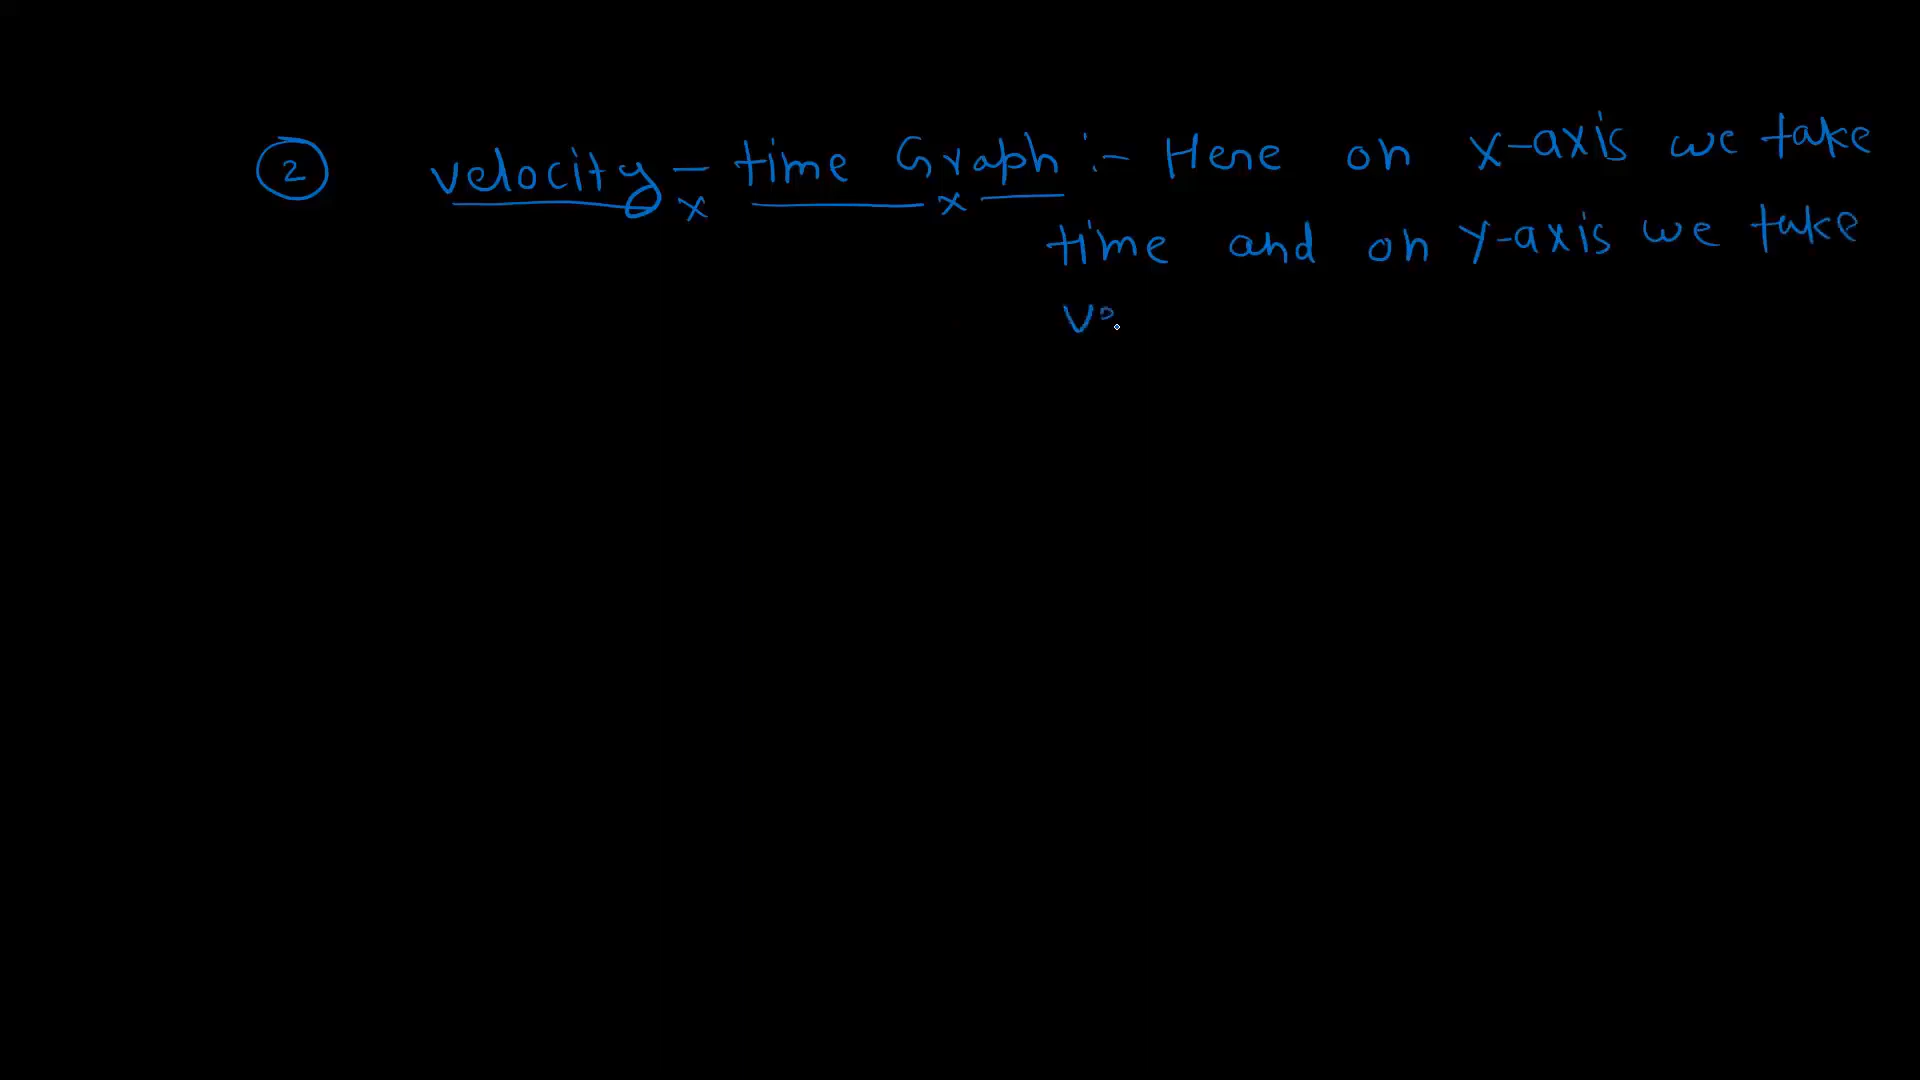 ② velocity - time Graph :- Here on X-axis we take
time and on Y-axis we take